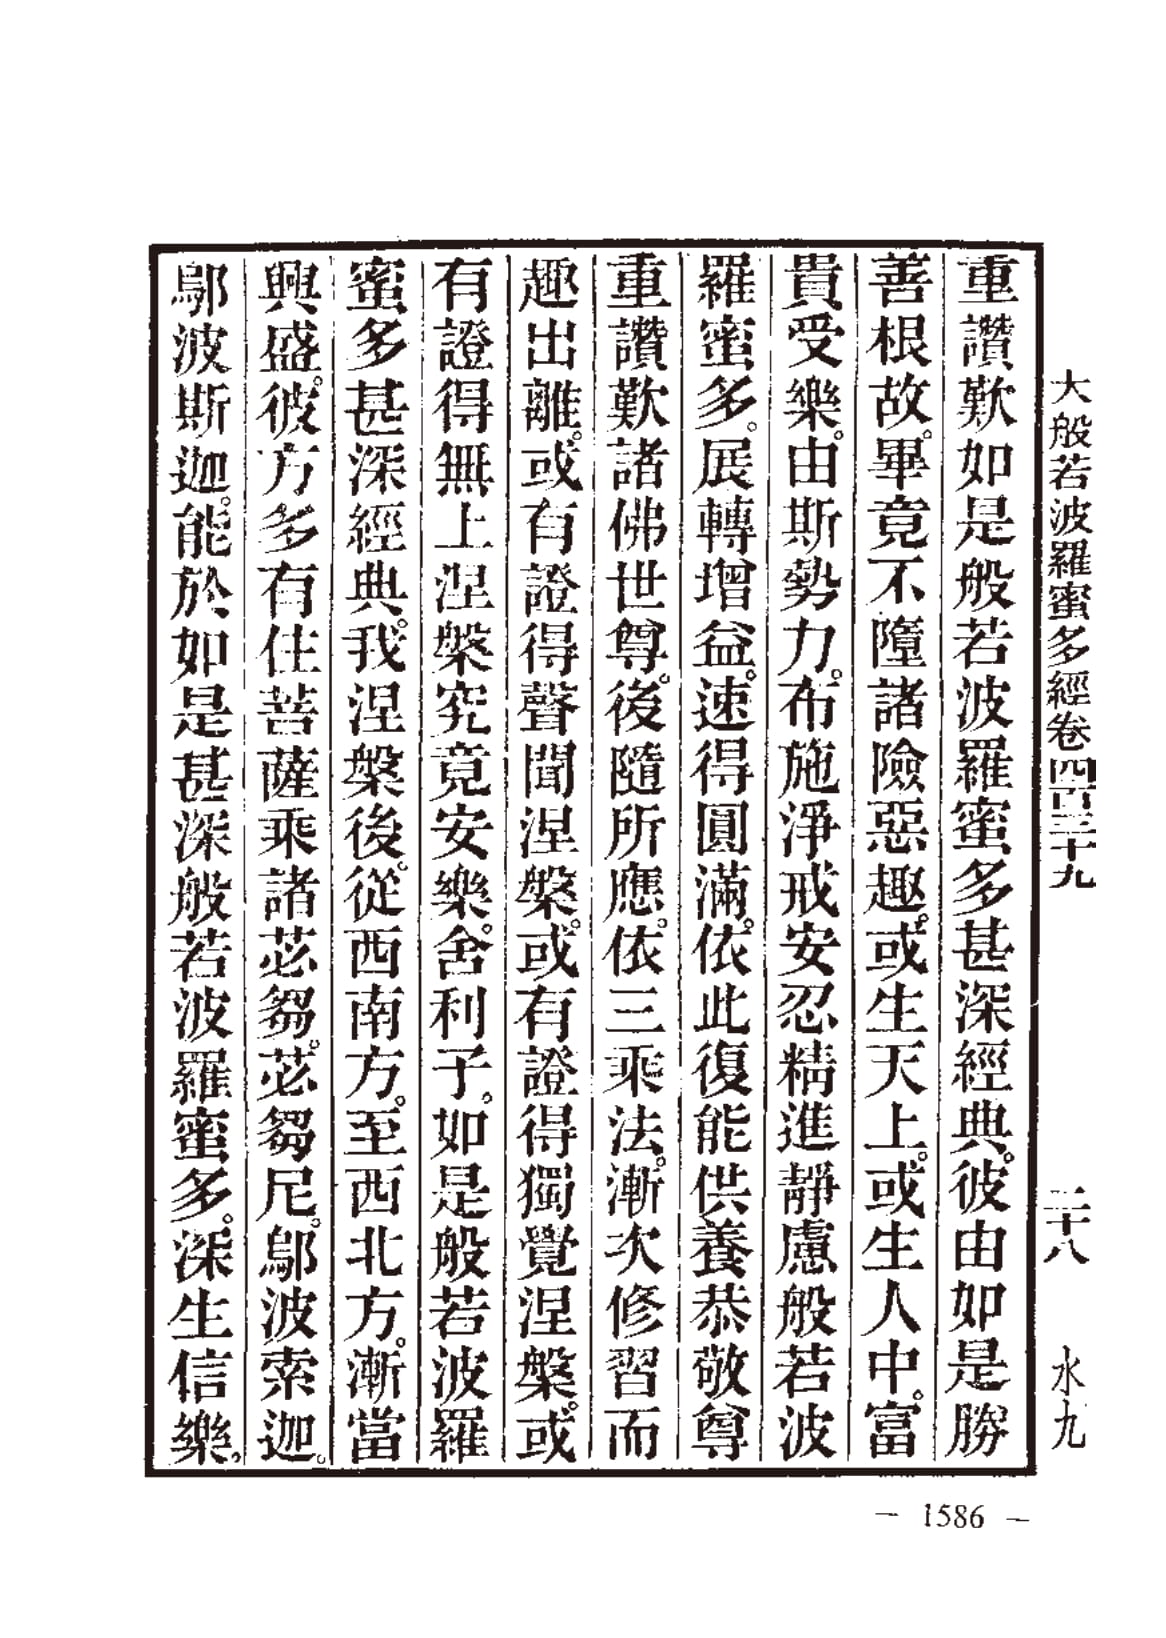 大般若波羅蜜多經卷四百三十九　二十八　水九
重讚歎如是般若波羅蜜多甚深經典。彼由如是勝
善根故。畢竟不墮諸險惡趣。或生天上。或生人中。富
貴受樂。由斯勢力。布施淨戒安忍精進靜慮般若波
羅蜜多。展轉增益。速得圓滿。依此復能供養恭敬尊
重讚歎諸佛世尊。後隨所應。依三乘法。漸次修習而
趣出離。或有證得聲聞涅槃。或有證得獨覺涅槃。或
有證得無上涅槃究竟安樂。舍利子。如是般若波羅
蜜多甚深經典。我涅槃後。從西南方。至西北方。漸當
興盛。彼方多有住菩薩乘諸苾芻。苾芻尼。鄔波索迦。
鄔波斯迦。能於如是甚深般若波羅蜜多。深生信樂。
— 1586 —